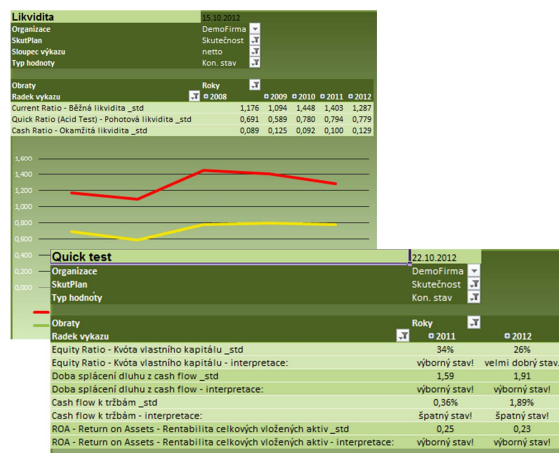 Likvidita 15.10.2012
Organizace DemoFirma
SkutPlan Skutečnost
Sloupec výkazu netto
Typ hodnoty Kon. stav
Obraty Roky
Radek vykazu 2008 2009 2010 2011 2012
Current Ratio - Běžná likvidita _std 1,176 1,094 1,448 1,403 1,287
Quick Ratio (Acid Test) - Pohotová likvidita _std 0,691 0,589 0,780 0,794 0,779
Cash Ratio - Okamžitá likvidita _std 0,089 0,125 0,092 0,100 0,129
1,600
1,400
1,200
1,000
0,800
0,600
0,400
0,200
0,000
Quick test 22.10.2012
Organizace DemoFirma
SkutPlan Skutečnost
Typ hodnoty Kon. stav
Obraty Roky
Radek vykazu 2011 2012
Equity Ratio - Kvóta vlastního kapitálu _std 34% 26%
Equity Ratio - Kvóta vlastního kapitálu - interpretace: výborný stav! velmi dobrý stav.
Doba splácení dluhu z cash flow _std 1,59 1,91
Doba splácení dluhu z cash flow - interpretace: výborný stav! výborný stav!
Cash flow k tržbám _std 0,36% 1,89%
Cash flow k tržbám - interpretace: špatný stav! špatný stav!
ROA - Return on Assets - Rentabilita celkových vložených aktiv _std 0,25 0,23
ROA - Return on Assets - Rentabilita celkových vložených aktiv - interpretace: výborný stav! výborný stav!